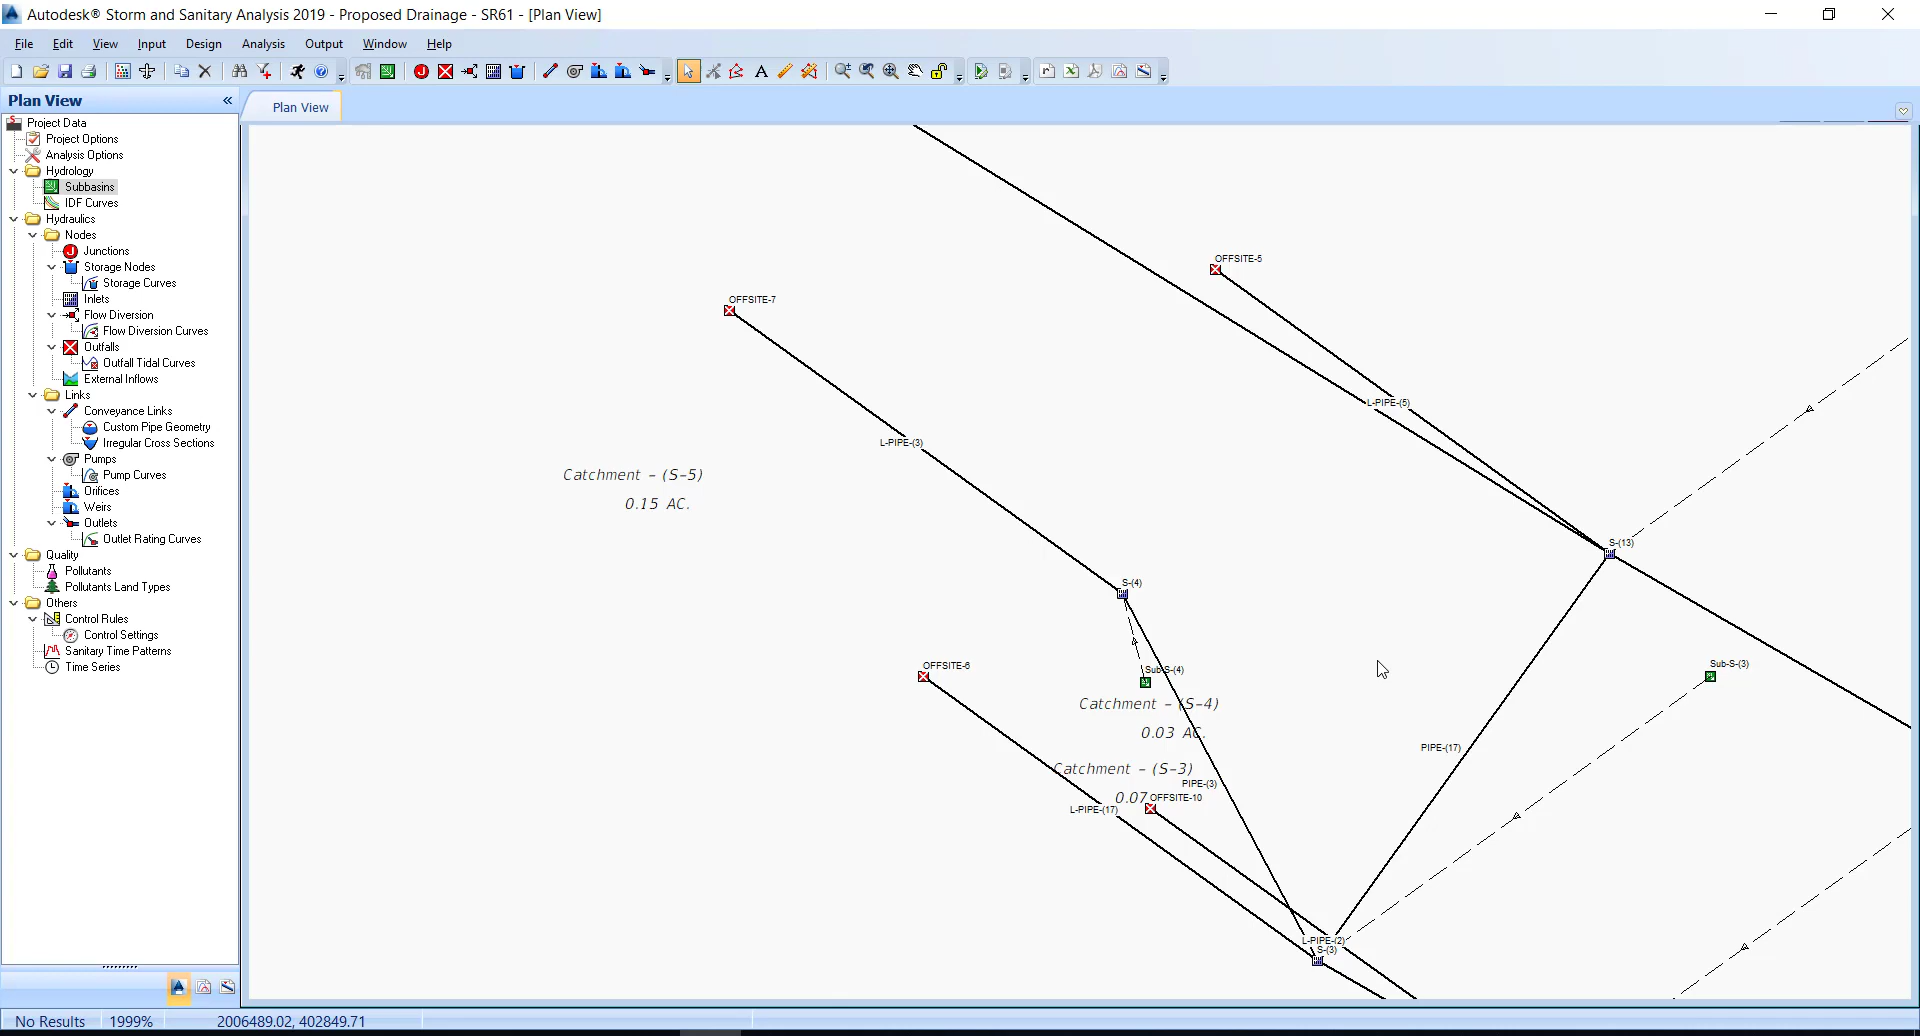 Autodesk® Storm and Sanitary Analysis 2019 - Proposed Drainage - SR61 - [Plan View]
File Edit View Input Design Analysis Output Window Help
Plan View «
Plan View
Project Data
Project Options
Analysis Options
Hydrology
Subbasins
IDF Curves
Hydraulics
Nodes
Junctions
Storage Nodes
Storage Curves
Inlets
Flow Diversion
Flow Diversion Curves
Outfalls
Outfall Tidal Curves
External Inflows
Links
Conveyance Links
Custom Pipe Geometry
Irregular Cross Sections
Pumps
Pump Curves
Orifices
Weirs
Outlets
Outlet Rating Curves
Quality
Pollutants
Pollutants Land Types
Others
Control Rules
Control Settings
Sanitary Time Patterns
Time Series
OFFSITE-5
OFFSITE-7
L-PIPE-(5)
L-PIPE-(3)
Catchment - (S-5)
0.15 AC.
S-(13)
S-(4)
OFFSITE-6
Sub-S-(4)
Sub-S-(3)
Catchment - (S-4)
0.03 AC.
PIPE-(17)
Catchment - (S-3)
PIPE-(3)
0.07
OFFSITE-10
L-PIPE-(17)
L-PIPE-(2)
S-(3)
No Results 1999% 2006489.02, 402849.71